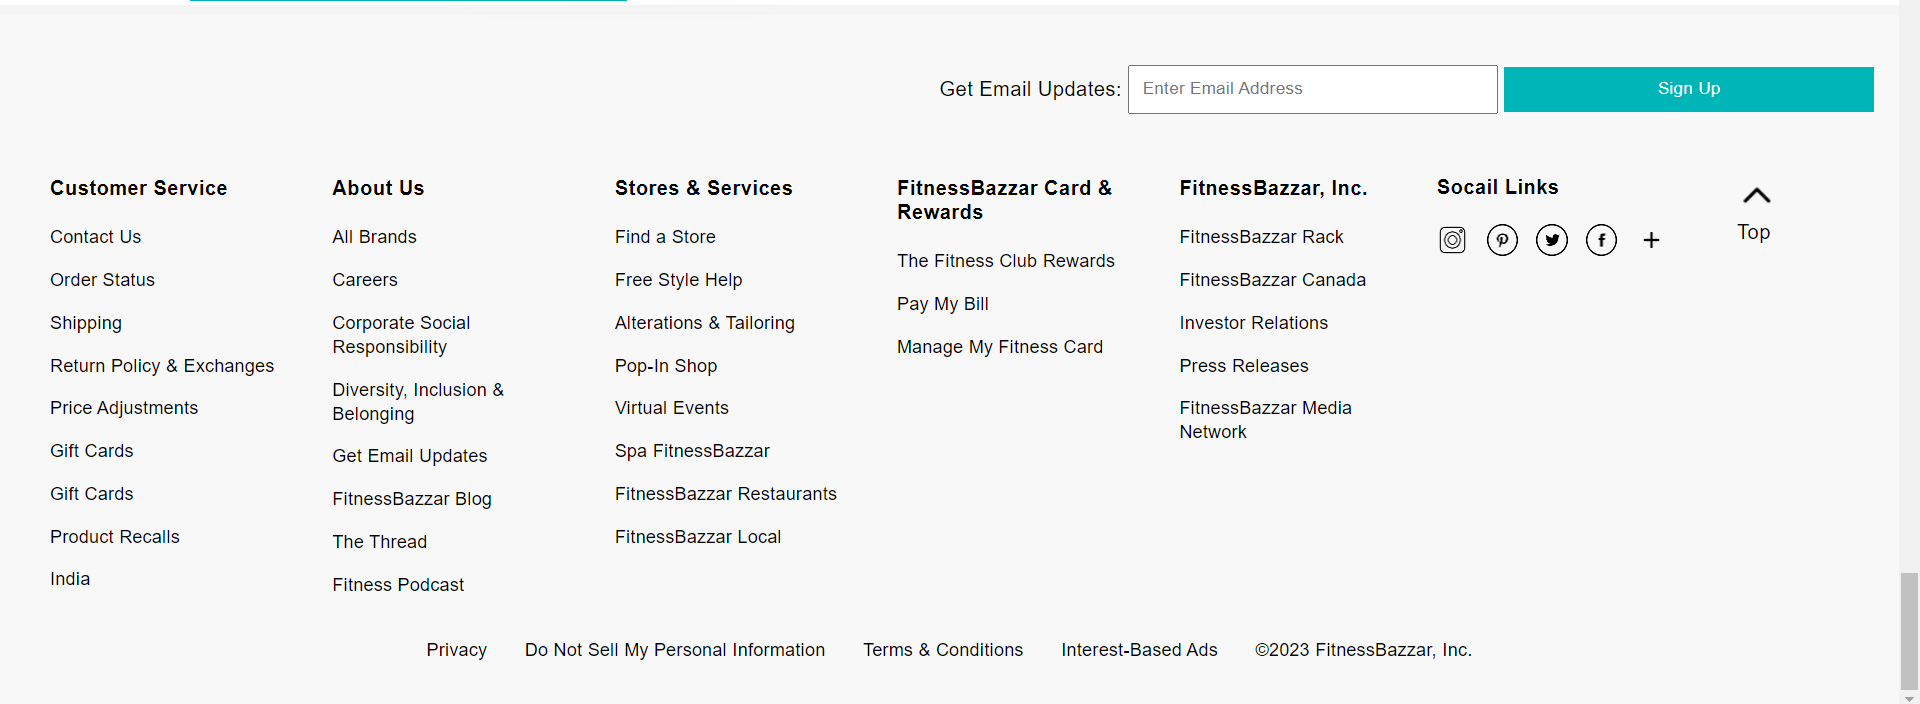 Get Email Updates: Enter Email Address Sign Up
Customer Service
Contact Us
Order Status
Shipping
Return Policy & Exchanges
Price Adjustments
Gift Cards
Gift Cards
Product Recalls
India
About Us
All Brands
Careers
Corporate Social
Responsibility
Diversity, Inclusion &
Belonging
Get Email Updates
FitnessBazzar Blog
The Thread
Fitness Podcast
Stores & Services
Find a Store
Free Style Help
Alterations & Tailoring
Pop-In Shop
Virtual Events
Spa FitnessBazzar
FitnessBazzar Restaurants
FitnessBazzar Local
FitnessBazzar Card &
Rewards
The Fitness Club Rewards
Pay My Bill
Manage My Fitness Card
FitnessBazzar, Inc.
FitnessBazzar Rack
FitnessBazzar Canada
Investor Relations
Press Releases
FitnessBazzar Media
Network
Socail Links
Top
Privacy Do Not Sell My Personal Information Terms & Conditions Interest-Based Ads ©2023 FitnessBazzar, Inc.